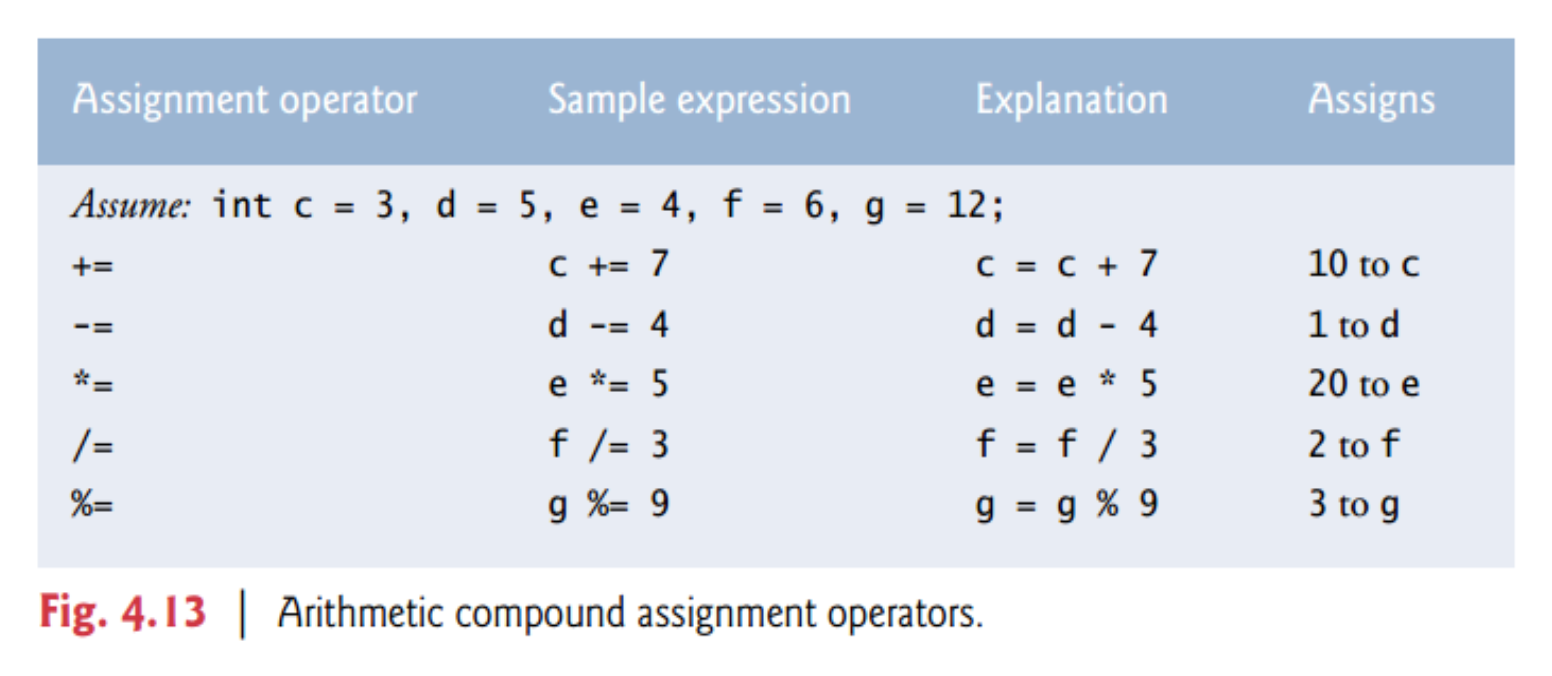 Assignment operator Sample expression Explanation Assigns
Assume: int c = 3, d = 5, e = 4, f = 6, g = 12;
+= c += 7 c = c + 7 10 to c
-= d -= 4 d = d - 4 1 to d
*= e *= 5 e = e * 5 20 to e
/= f /= 3 f = f / 3 2 to f
%= g %= 9 g = g % 9 3 to g
Fig. 4.13 | Arithmetic compound assignment operators.